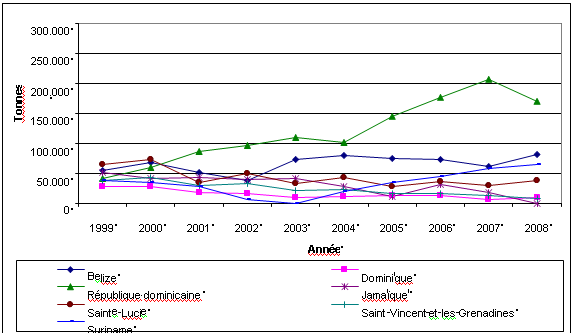 300.000
250.000
200.000
150.000
100.000
50.000
0
Tonnes
1999 2000 2001 2002 2003 2004 2005 2006 2007 2008
Année
Belize Dominique
République dominicaine Jamaïque
Sainte-Lucie Saint-Vincent-et-les-Grenadines
Suriname